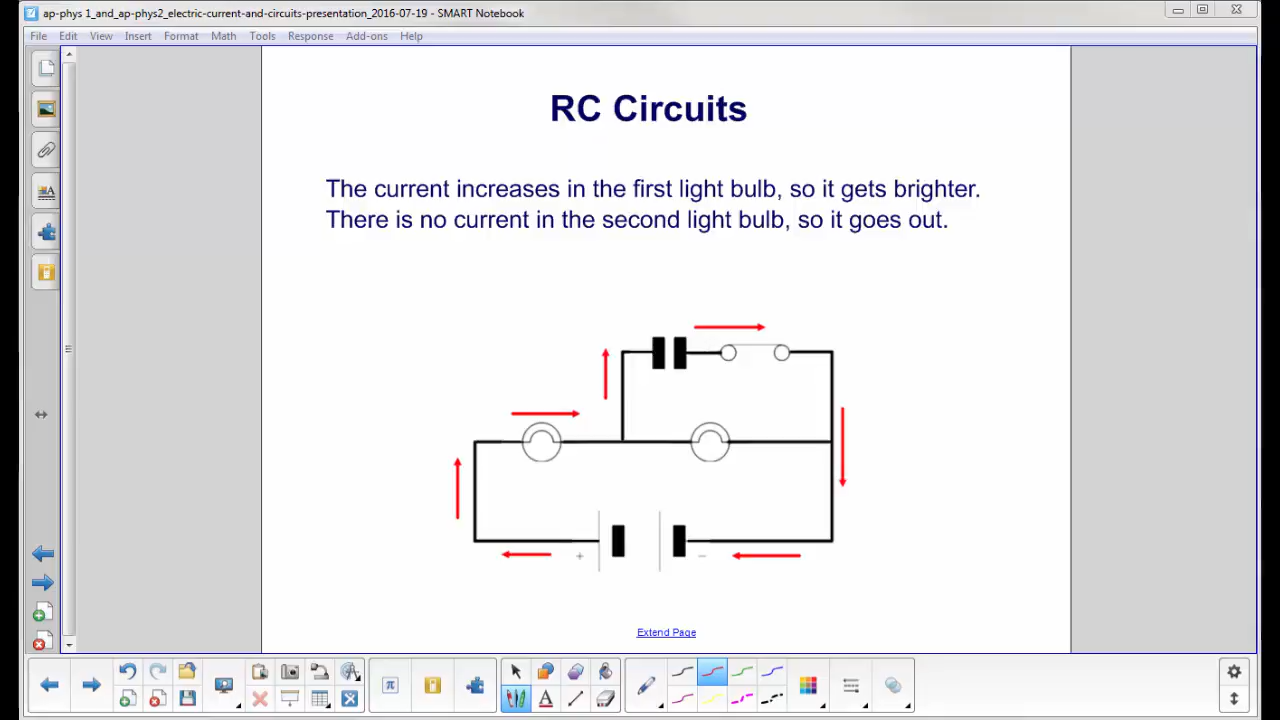 ap-phys 1_and_ap-phys2_electric-current-and-circuits-presentation_2016-07-19 - SMART Notebook
File Edit View Insert Format Math Tools Response Add-ons Help
RC Circuits
The current increases in the first light bulb, so it gets brighter.
There is no current in the second light bulb, so it goes out.
+ −
Extend Page
π
A